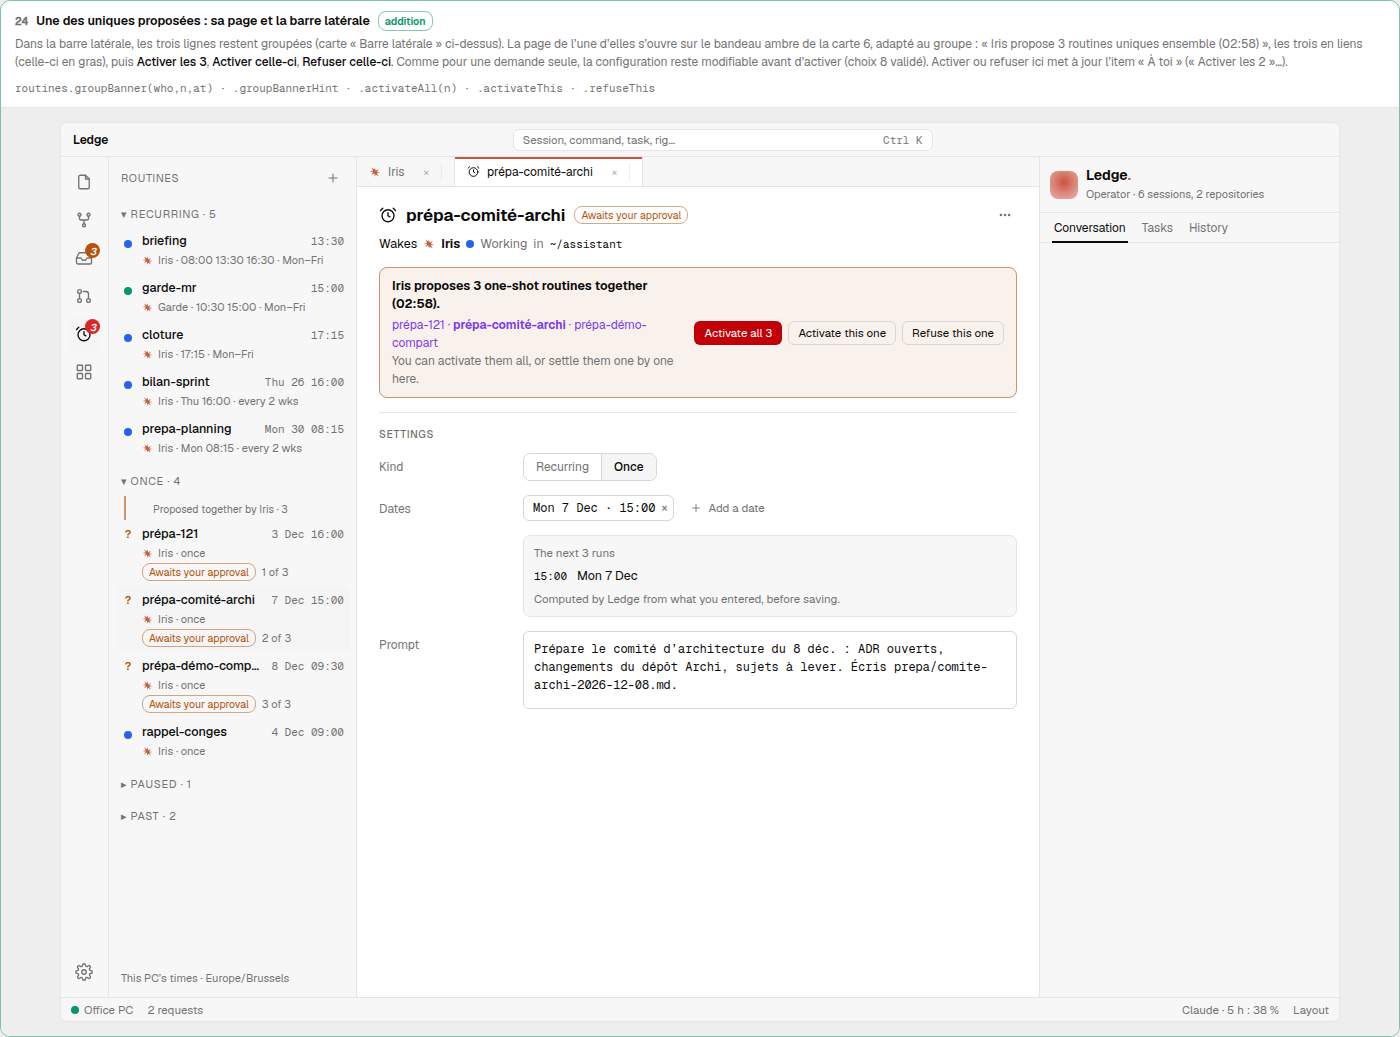 24 Une des uniques proposées : sa page et la barre latérale addition
Dans la barre latérale, les trois lignes restent groupées (carte « Barre latérale » ci-dessus). La page de l'une d'elles s'ouvre sur le bandeau ambre de la carte 6, adapté au groupe : « Iris propose 3 routines uniques ensemble (02:58) », les trois en liens
(celle-ci en gras), puis Activer les 3, Activer celle-ci, Refuser celle-ci. Comme pour une demande seule, la configuration reste modifiable avant d'activer (choix 8 validé). Activer ou refuser ici met à jour l'item « À toi » (« Activer les 2 »…).
routines.groupBanner(who,n,at) · .groupBannerHint · .activateAll(n) · .activateThis · .refuseThis
Ledge
Session, command, task, rig… Ctrl K
3
3
ROUTINES +
▾ RECURRING · 5
briefing 13:30
Iris · 08:00 13:30 16:30 · Mon–Fri
garde-mr 15:00
Garde · 10:30 15:00 · Mon–Fri
cloture 17:15
Iris · 17:15 · Mon–Fri
bilan-sprint Thu 26 16:00
Iris · Thu 16:00 · every 2 wks
prepa-planning Mon 30 08:15
Iris · Mon 08:15 · every 2 wks
▾ ONCE · 4
Proposed together by Iris · 3
? prépa-121 3 Dec 16:00
Iris · once
Awaits your approval 1 of 3
? prépa-comité-archi 7 Dec 15:00
Iris · once
Awaits your approval 2 of 3
? prépa-démo-comp… 8 Dec 09:30
Iris · once
Awaits your approval 3 of 3
rappel-conges 4 Dec 09:00
Iris · once
▸ PAUSED · 1
▸ PAST · 2
This PC's times · Europe/Brussels
Iris ×
prépa-comité-archi ×
prépa-comité-archi Awaits your approval ···
Wakes Iris Working in ~/assistant
Iris proposes 3 one-shot routines together
(02:58).
prépa-121 · prépa-comité-archi · prépa-démo-
compart
You can activate them all, or settle them one by one
here.
Activate all 3 Activate this one Refuse this one
SETTINGS
Kind Recurring Once
Dates Mon 7 Dec · 15:00 × + Add a date
The next 3 runs
15:00 Mon 7 Dec
Computed by Ledge from what you entered, before saving.
Prompt
Prépare le comité d'architecture du 8 déc. : ADR ouverts,
changements du dépôt Archi, sujets à lever. Écris prepa/comite-
archi-2026-12-08.md.
Ledge.
Operator · 6 sessions, 2 repositories
Conversation Tasks History
Office PC 2 requests
Claude · 5 h : 38 % Layout